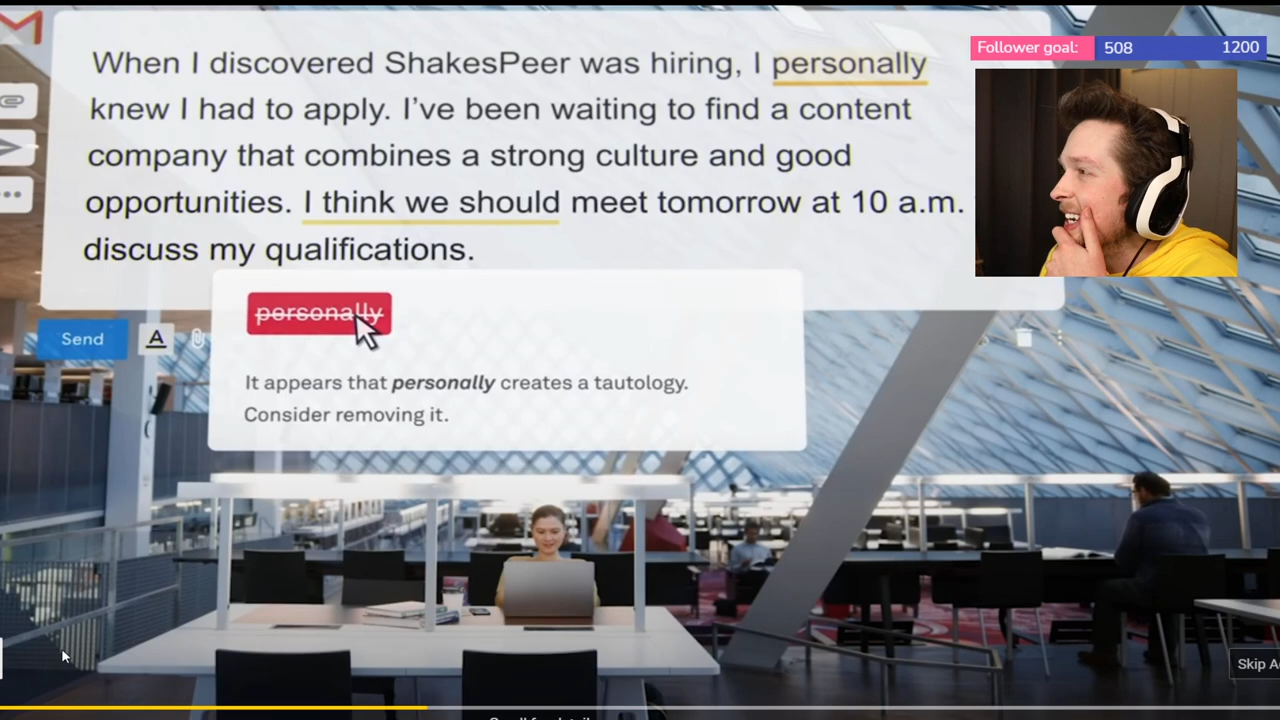 When I discovered ShakesPeer was hiring, I personally
knew I had to apply. I’ve been waiting to find a content
company that combines a strong culture and good
opportunities. I think we should meet tomorrow at 10 a.m.
discuss my qualifications.
personally
It appears that personally creates a tautology.
Consider removing it.
Send
A
Follower goal: 508 1200
Skip